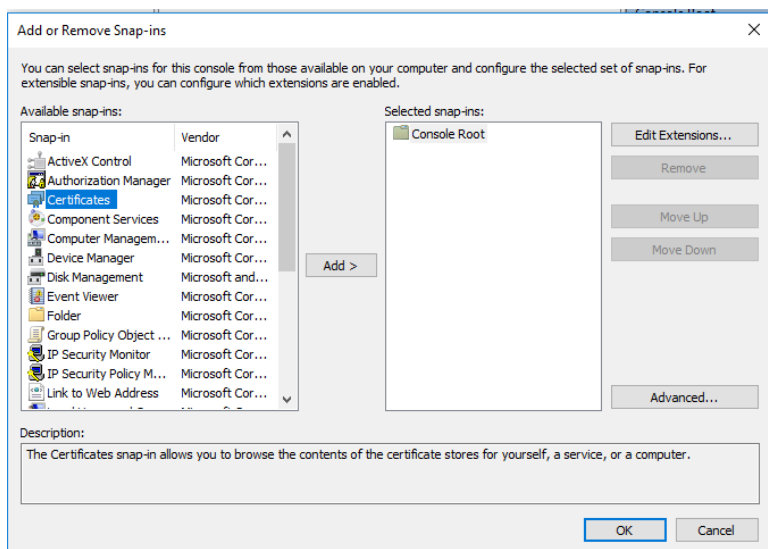 Add or Remove Snap-ins
You can select snap-ins for this console from those available on your computer and configure the selected set of snap-ins. For
extensible snap-ins, you can configure which extensions are enabled.
Available snap-ins:
Selected snap-ins:
Snap-in Vendor
ActiveX Control Microsoft Cor...
Authorization Manager Microsoft Cor...
Certificates Microsoft Cor...
Component Services Microsoft Cor...
Computer Managem... Microsoft Cor...
Device Manager Microsoft Cor...
Disk Management Microsoft and...
Event Viewer Microsoft Cor...
Folder Microsoft Cor...
Group Policy Object ... Microsoft Cor...
IP Security Monitor Microsoft Cor...
IP Security Policy M... Microsoft Cor...
Link to Web Address Microsoft Cor...
Add >
Console Root
Edit Extensions...
Remove
Move Up
Move Down
Advanced...
Description:
The Certificates snap-in allows you to browse the contents of the certificate stores for yourself, a service, or a computer.
OK Cancel